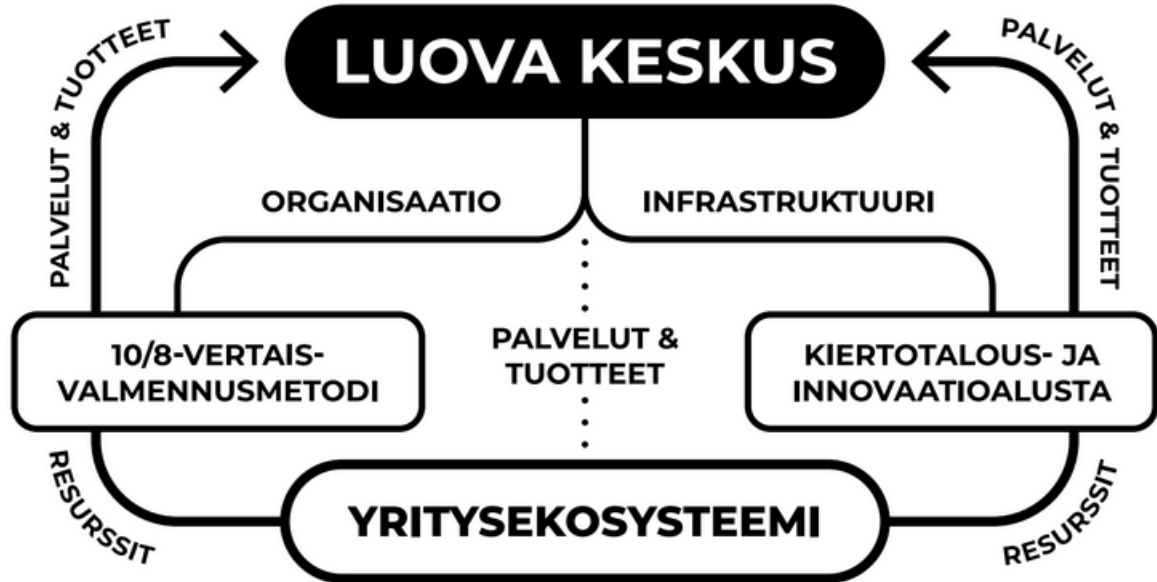 PALVELUT & TUOTTEET
LUOVA KESKUS
PALVELUT & TUOTTEET
ORGANISAATIO
INFRASTRUKTUURI
10/8-VERTAIS-
VALMENNUSMETODI
PALVELUT &
TUOTTEET
KIERTOTALOUS- JA
INNOVAATIOALUSTA
RESURSSIT
YRITYSEKOSYSTEEMI
RESURSSIT